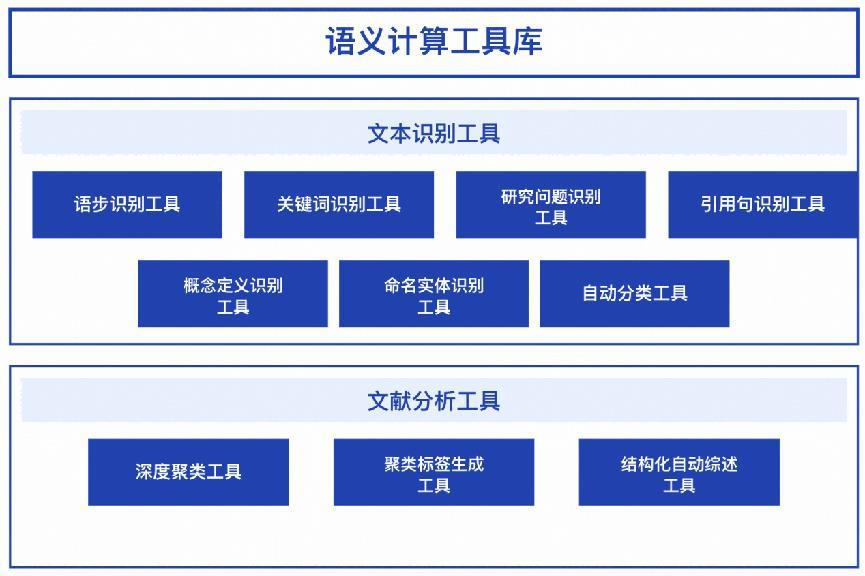 语义计算工具库
文本识别工具
语步识别工具
关键词识别工具
研究问题识别
工具
引用句识别工具
概念定义识别
工具
命名实体识别
工具
自动分类工具
文献分析工具
深度聚类工具
聚类标签生成
工具
结构化自动综述
工具